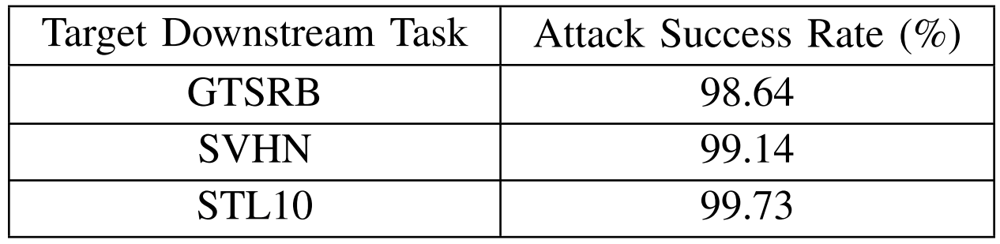 Target Downstream Task Attack Success Rate (%)
GTSRB 98.64
SVHN 99.14
STL10 99.73